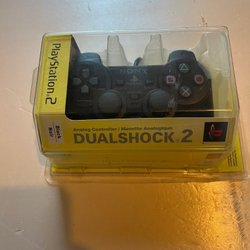 PlayStation.2
SONY
Analog Controller / Manette Analogique
DUALSHOCK 2